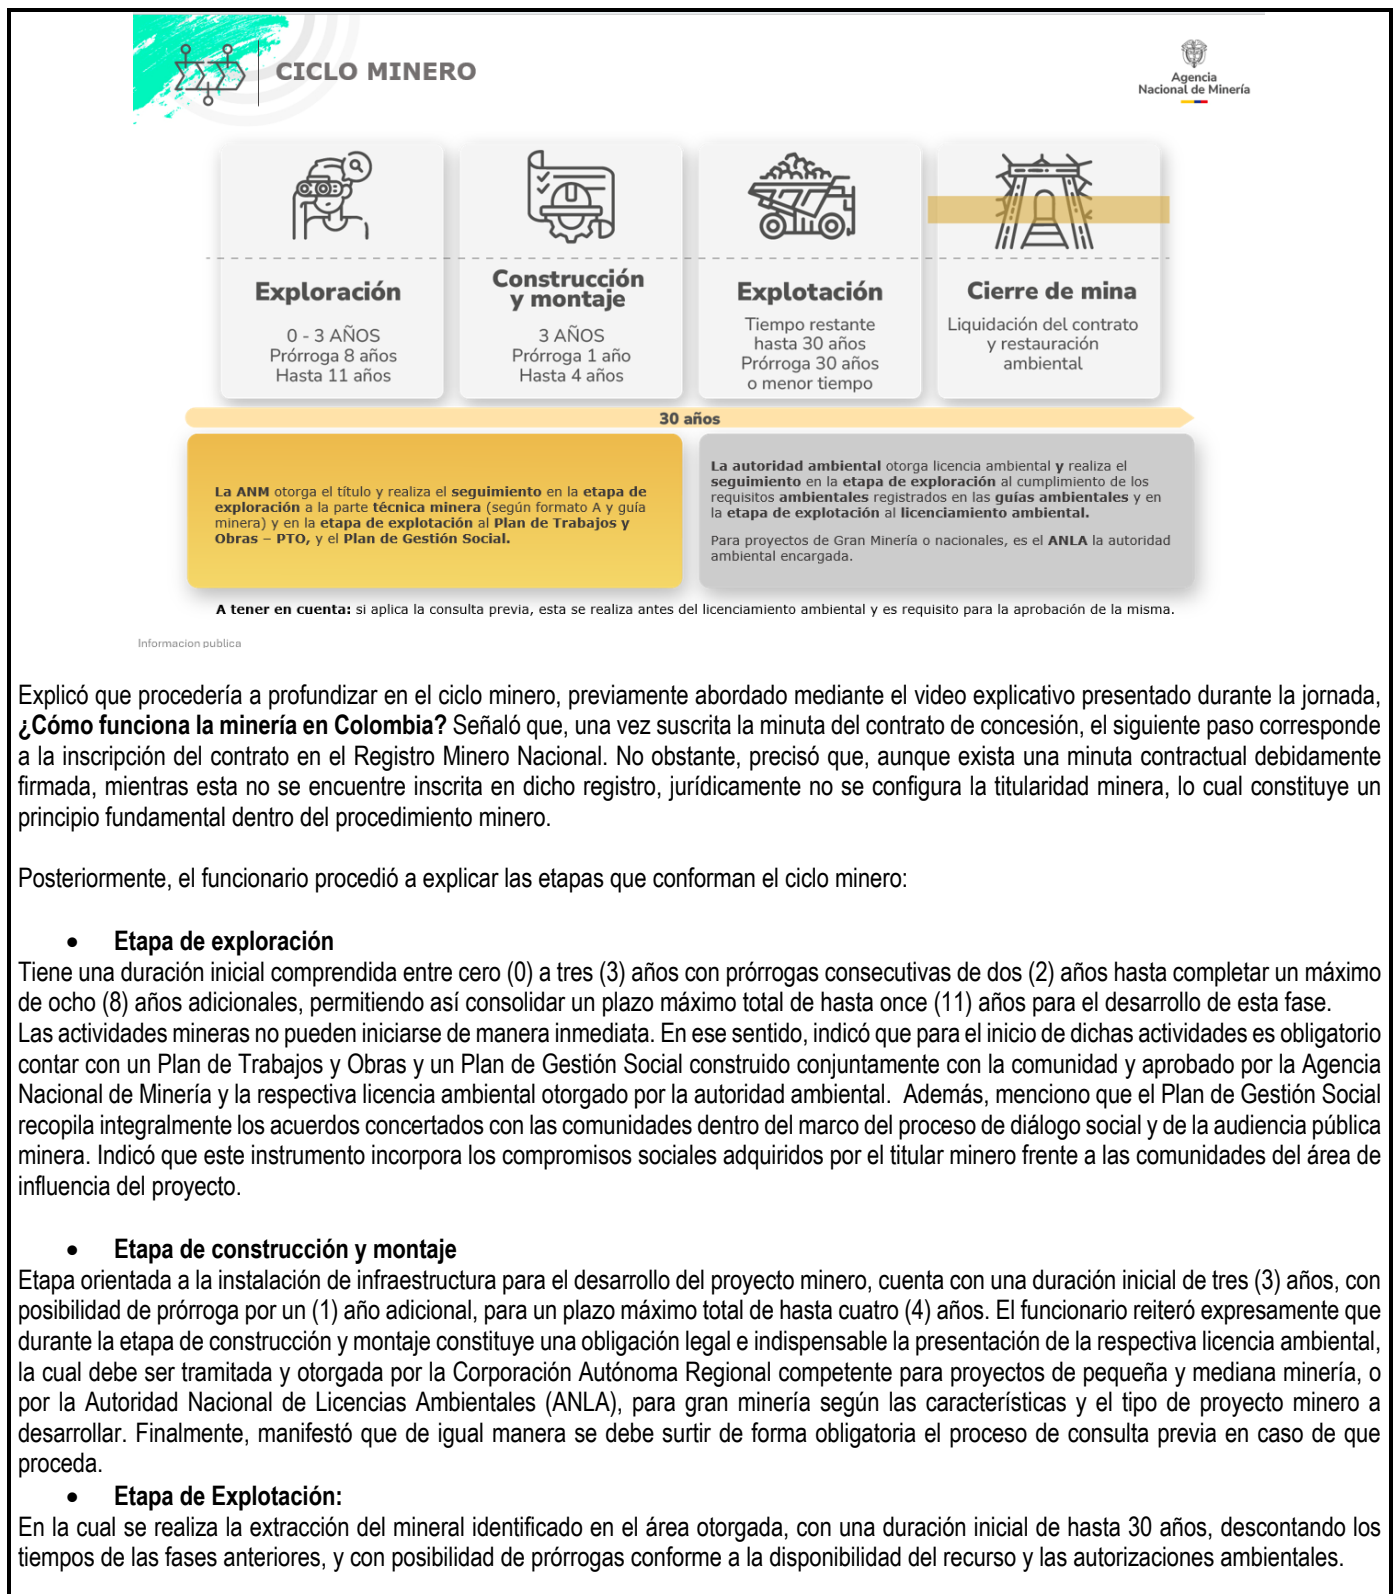 CICLO MINERO
Agencia
Nacional de Minería
Exploración
0 - 3 AÑOS
Prórroga 8 años
Hasta 11 años
Construcción
y montaje
3 AÑOS
Prórroga 1 año
Hasta 4 años
Explotación
Tiempo restante
hasta 30 años
Prórroga 30 años
o menor tiempo
Cierre de mina
Liquidación del contrato
y restauración
ambiental
30 años
La ANM otorga el título y realiza el seguimiento en la etapa de
exploración a la parte técnica minera (según formato A y guía
minera) y en la etapa de explotación al Plan de Trabajos y
Obras – PTO, y el Plan de Gestión Social.
La autoridad ambiental otorga licencia ambiental y realiza el
seguimiento en la etapa de exploración al cumplimiento de los
requisitos ambientales registrados en las guías ambientales y en
la etapa de explotación al licenciamiento ambiental.
Para proyectos de Gran Minería o nacionales, es el ANLA la autoridad
ambiental encargada.
A tener en cuenta: si aplica la consulta previa, esta se realiza antes del licenciamiento ambiental y es requisito para la aprobación de la misma.
Informacion publica
Explicó que procedería a profundizar en el ciclo minero, previamente abordado mediante el video explicativo presentado durante la jornada,
¿Cómo funciona la minería en Colombia? Señaló que, una vez suscrita la minuta del contrato de concesión, el siguiente paso corresponde
a la inscripción del contrato en el Registro Minero Nacional. No obstante, precisó que, aunque exista una minuta contractual debidamente
firmada, mientras esta no se encuentre inscrita en dicho registro, jurídicamente no se configura la titularidad minera, lo cual constituye un
principio fundamental dentro del procedimiento minero.
Posteriormente, el funcionario procedió a explicar las etapas que conforman el ciclo minero:
• Etapa de exploración
Tiene una duración inicial comprendida entre cero (0) a tres (3) años con prórrogas consecutivas de dos (2) años hasta completar un máximo
de ocho (8) años adicionales, permitiendo así consolidar un plazo máximo total de hasta once (11) años para el desarrollo de esta fase.
Las actividades mineras no pueden iniciarse de manera inmediata. En ese sentido, indicó que para el inicio de dichas actividades es obligatorio
contar con un Plan de Trabajos y Obras y un Plan de Gestión Social construido conjuntamente con la comunidad y aprobado por la Agencia
Nacional de Minería y la respectiva licencia ambiental otorgado por la autoridad ambiental. Además, menciono que el Plan de Gestión Social
recopila integralmente los acuerdos concertados con las comunidades dentro del marco del proceso de diálogo social y de la audiencia pública
minera. Indicó que este instrumento incorpora los compromisos sociales adquiridos por el titular minero frente a las comunidades del área de
influencia del proyecto.
• Etapa de construcción y montaje
Etapa orientada a la instalación de infraestructura para el desarrollo del proyecto minero, cuenta con una duración inicial de tres (3) años, con
posibilidad de prórroga por un (1) año adicional, para un plazo máximo total de hasta cuatro (4) años. El funcionario reiteró expresamente que
durante la etapa de construcción y montaje constituye una obligación legal e indispensable la presentación de la respectiva licencia ambiental,
la cual debe ser tramitada y otorgada por la Corporación Autónoma Regional competente para proyectos de pequeña y mediana minería, o
por la Autoridad Nacional de Licencias Ambientales (ANLA), para gran minería según las características y el tipo de proyecto minero a
desarrollar. Finalmente, manifestó que de igual manera se debe surtir de forma obligatoria el proceso de consulta previa en caso de que
proceda.
• Etapa de Explotación:
En la cual se realiza la extracción del mineral identificado en el área otorgada, con una duración inicial de hasta 30 años, descontando los
tiempos de las fases anteriores, y con posibilidad de prórrogas conforme a la disponibilidad del recurso y las autorizaciones ambientales.